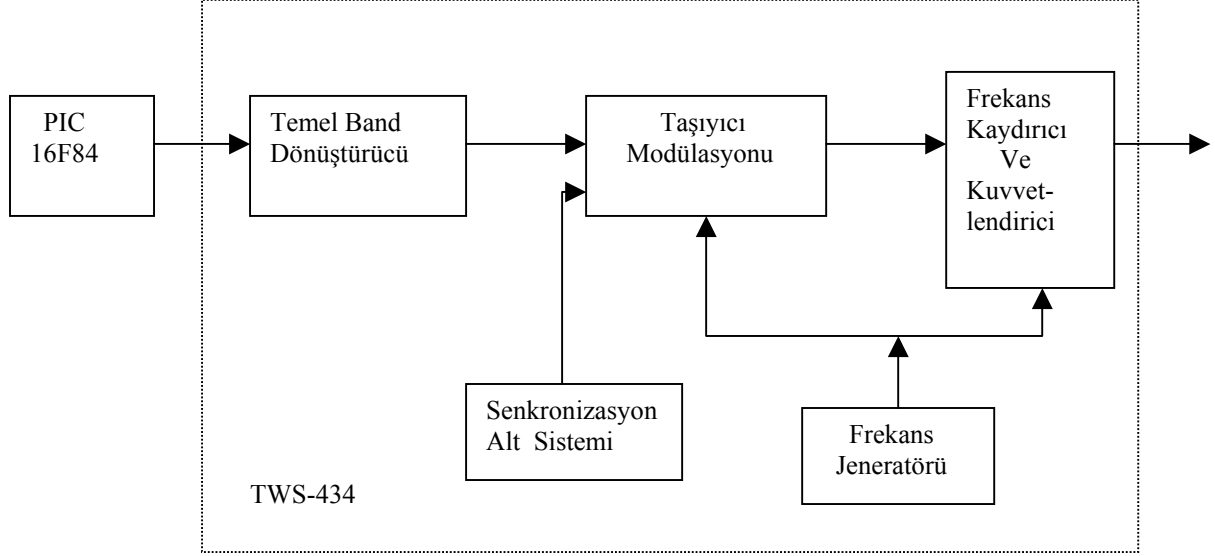 PIC
16F84
Temel Band
Dönüştürücü
Taşıyıcı
Modülasyonu
Frekans
Kaydırıcı
Ve
Kuvvet-
lendirici
Senkronizasyon
Alt Sistemi
Frekans
Jeneratörü
TWS-434